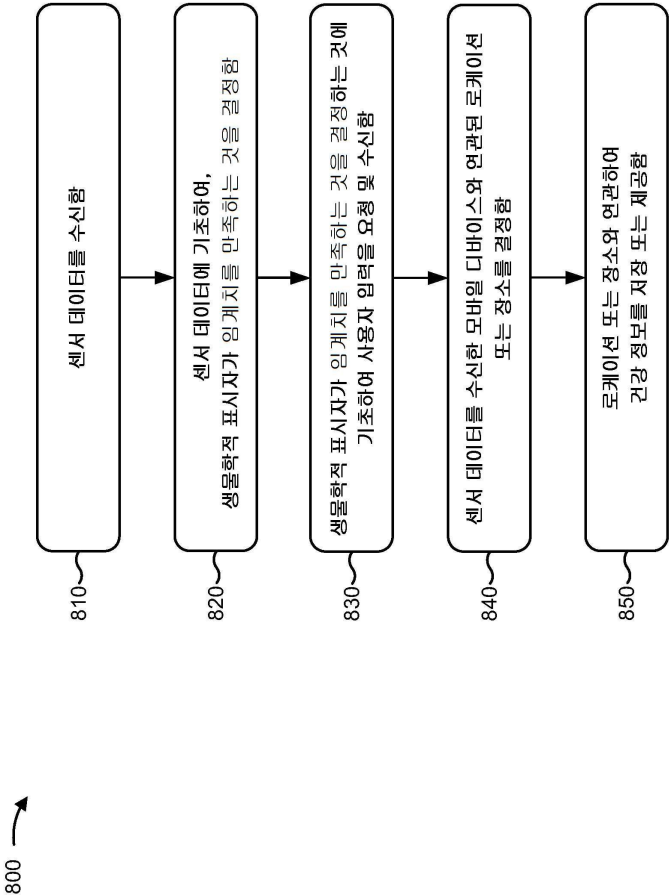 800
810
센서 데이터를 수신함
820
센서 데이터에 기초하여,
생물학적 표시자가 임계치를 만족하는 것을 결정함
830
생물학적 표시자가 임계치를 만족하는 것을 결정하는 것에
기초하여 사용자 입력을 요청 및 수신함
840
센서 데이터를 수신한 모바일 디바이스와 연관된 로케이션
또는 장소를 결정함
850
로케이션 또는 장소와 연관하여
건강 정보를 저장 또는 제공함